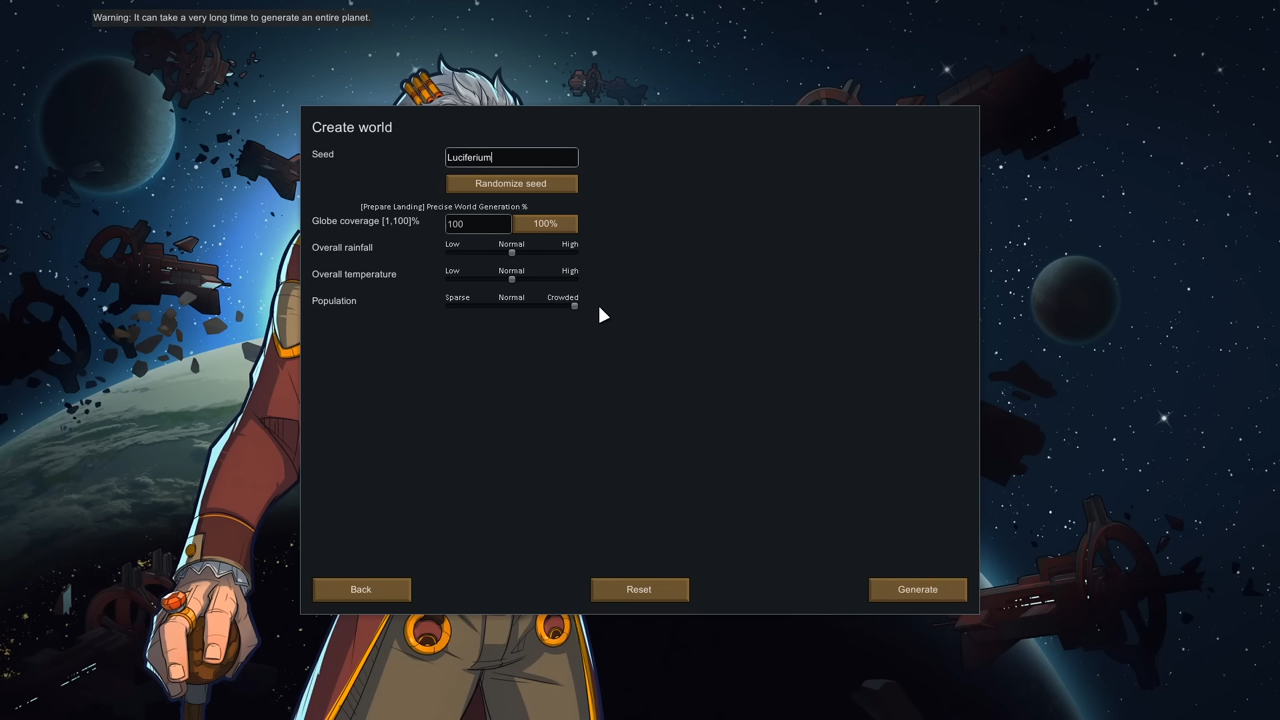 Warning: It can take a very long time to generate an entire planet.
Create world
Seed
Luciferium
Randomize seed
[Prepare Landing] Precise World Generation %
Globe coverage [1,100]%
100
100%
Overall rainfall
Low Normal High
Overall temperature
Low Normal High
Population
Sparse Normal Crowded
Back
Reset
Generate